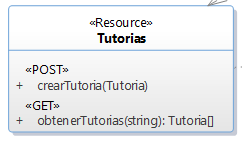 «Resource»
Tutorias
«POST»
+ crearTutoria(Tutoria)
«GET»
+ obtenerTutorias(string): Tutoria[]